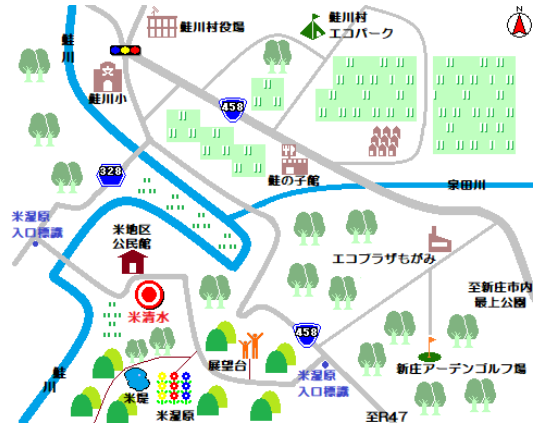 鮭川村役場
鮭川村
エコパーク
N
鮭川
鮭川小
458
328
鮭の子館
泉田川
米湿原
入口標識
米地区
公民館
エコプラザもがみ
至新庄市内
最上公園
米清水
458
展望台
新庄アーデンゴルフ場
鮭川
米堤
米湿原
米湿原
入口標識
至R47